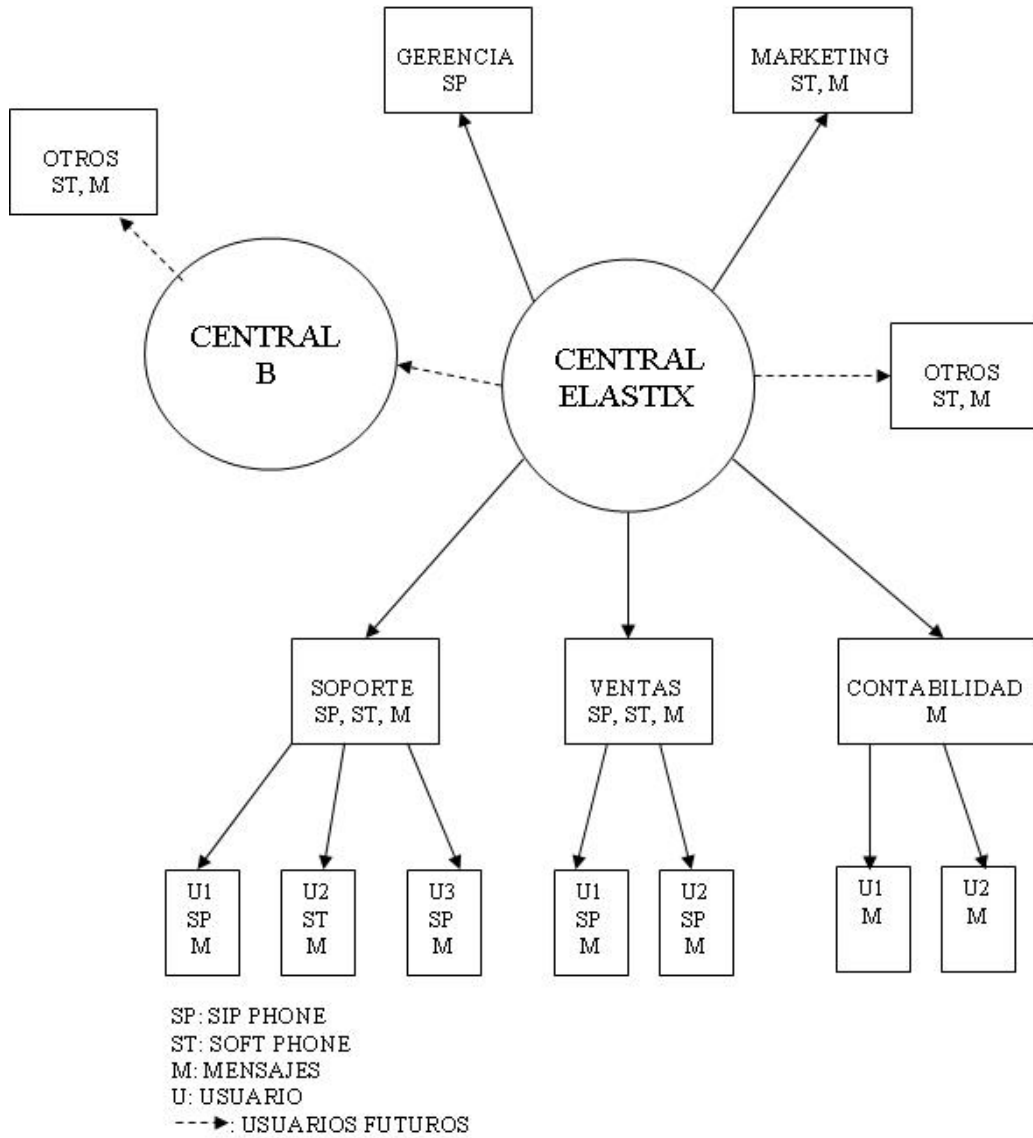 GERENCIA
SP
MARKETING
ST, M
OTROS
ST, M
CENTRAL
B
CENTRAL
ELASTIX
OTROS
ST, M
SOPORTE
SP, ST, M
VENTAS
SP, ST, M
CONTABILIDAD
M
U1
SP
M
U2
ST
M
U3
SP
M
U1
SP
M
U2
SP
M
U1
M
U2
M
SP: SIP PHONE
ST: SOFT PHONE
M: MENSAJES
U: USUARIO
: USUARIOS FUTUROS